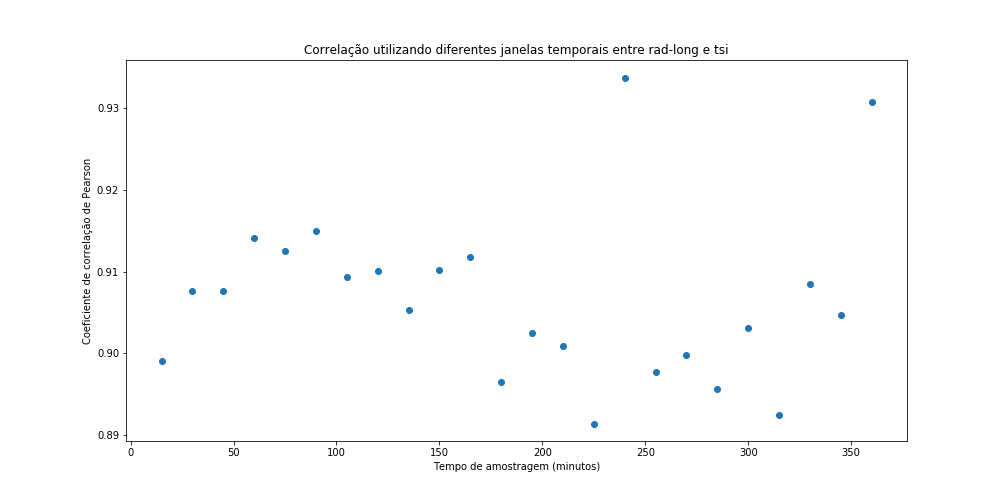 Correlação utilizando diferentes janelas temporais entre rad-long e tsi
Coeficiente de correlação de Pearson
0.93
0.92
0.91
0.90
0.89
0 50 100 150 200 250 300 350
Tempo de amostragem (minutos)